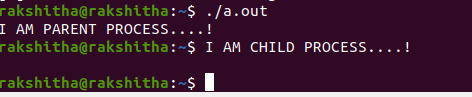 rakshitha@rakshitha:~$ ./a.out
I AM PARENT PROCESS....!
rakshitha@rakshitha:~$ I AM CHILD PROCESS....!
rakshitha@rakshitha:~$